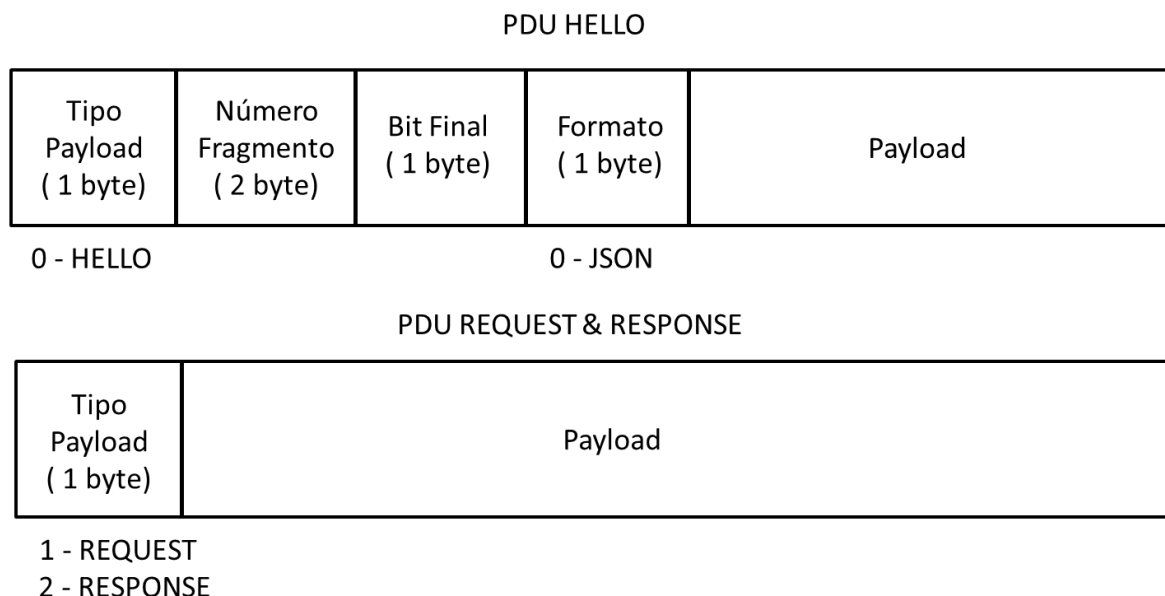 PDU HELLO
Tipo
Payload
( 1 byte)
Número
Fragmento
( 2 byte)
Bit Final
( 1 byte)
Formato
( 1 byte)
Payload
0 - HELLO
0 - JSON
PDU REQUEST & RESPONSE
Tipo
Payload
( 1 byte)
Payload
1 - REQUEST
2 - RESPONSE